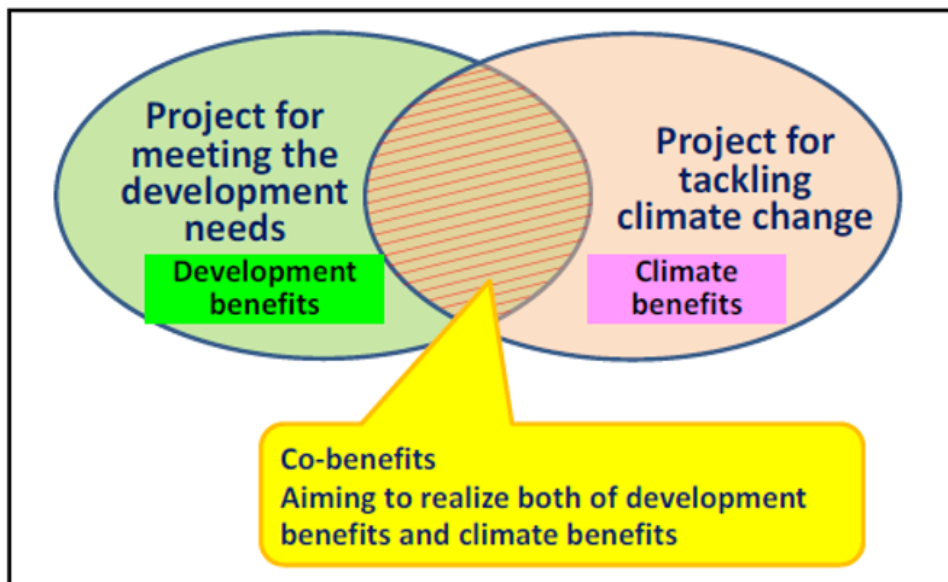 Project for
meeting the
development
needs
Development
benefits
Project for
tackling
climate change
Climate
benefits
Co-benefits
Aiming to realize both of development
benefits and climate benefits